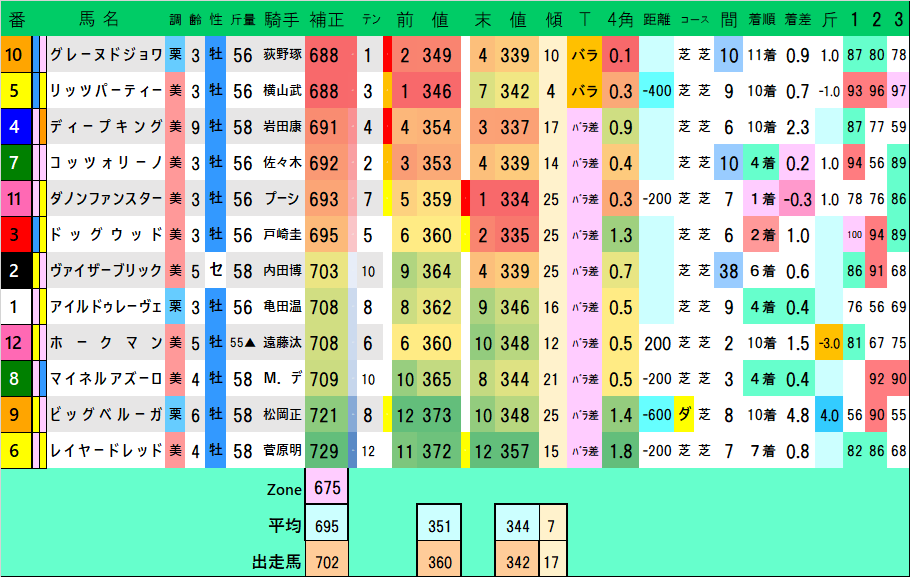 番 馬名 調 齢 性 斤量 騎手 補正 テン 前 値 末 値 傾 T 4角 距離 コース 間 着順 着差 斤 1 2 3
10 グレーヌドジョワ 栗 3 牡 56 荻野琢 688 1 2 349 4 339 10 バラ 0.1 芝 芝 10 11着 0.9 1.0 87 80 78
5 リッツパーティー 美 3 牡 56 横山武 688 3 1 346 7 342 4 バラ 0.3 -400 芝 芝 9 10着 0.7 -1.0 93 96 97
4 ディープキング 美 9 牡 58 岩田康 691 4 4 354 3 337 17 バラ差 0.9 芝 芝 6 10着 2.3 87 77 59
7 コッツォリーノ 美 3 牡 56 佐々木 692 2 3 353 4 339 14 バラ差 0.4 芝 芝 10 4着 0.2 1.0 94 56 89
11 ダノンファンスター 美 3 牡 56 プーシ 693 7 5 359 1 334 25 バラ差 0.3 -200 芝 芝 7 1着 -0.3 1.0 78 76 86
3 ドッグウッド 美 3 牡 56 戸崎圭 695 5 6 360 2 335 25 バラ差 1.3 芝 芝 6 2着 1.0 100 94 89
2 ヴァイザーブリック 美 5 セ 58 内田博 703 10 9 364 4 339 25 バラ差 0.7 芝 芝 38 6着 0.6 86 91 68
1 アイルドゥレーヴェ 栗 3 牡 56 亀田温 708 8 8 362 9 346 16 バラ差 0.5 芝 芝 9 4着 0.4 76 56 69
12 ホークマン 美 5 牡 55▲ 遠藤汰 708 6 6 360 10 348 12 バラ差 0.5 200 芝 芝 2 10着 1.5 -3.0 81 67 75
8 マイネルアズーロ 美 4 牡 58 M.デ 709 10 10 365 8 344 21 バラ差 0.5 -200 芝 芝 3 4着 0.4 92 90
9 ビッグベルーガ 栗 6 牡 58 松岡正 721 8 12 373 10 348 25 バラ差 1.4 -600 ダ 芝 8 10着 4.8 4.0 56 90 55
6 レイヤードレッド 美 4 牡 58 菅原明 729 12 11 372 12 357 15 バラ差 1.8 -200 芝 芝 7 7着 0.8 82 86 68
Zone 675
平均 695 351 344 7
出走馬 702 360 342 17